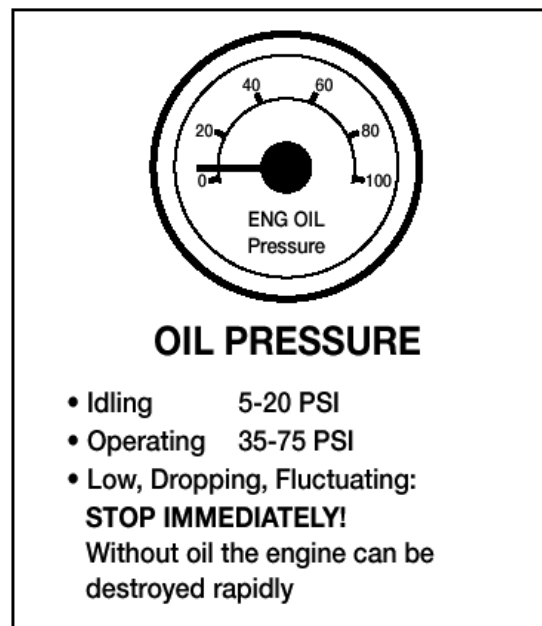 40 60
20 80
0 100
ENG OIL
Pressure
OIL PRESSURE
• Idling 5-20 PSI
• Operating 35-75 PSI
• Low, Dropping, Fluctuating:
STOP IMMEDIATELY!
Without oil the engine can be
destroyed rapidly